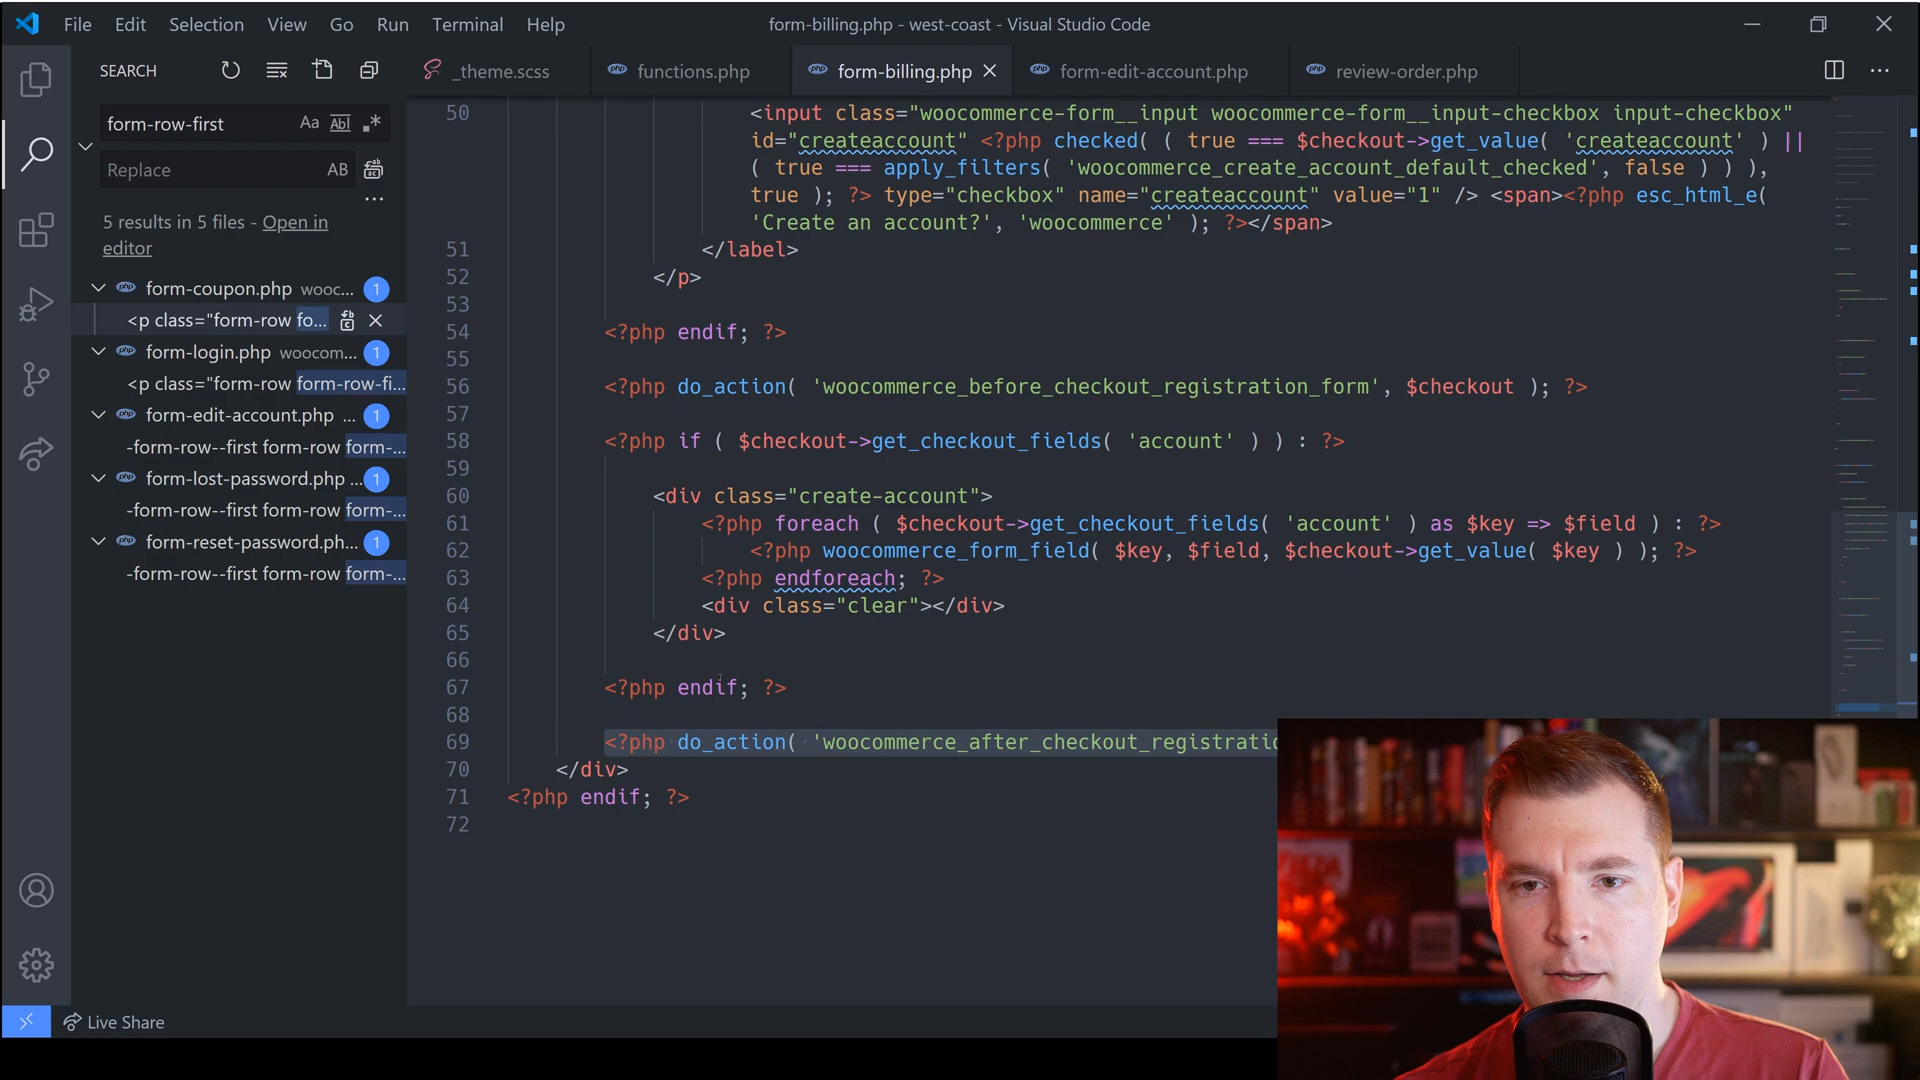 File Edit Selection View Go Run Terminal Help
form-billing.php - west-coast - Visual Studio Code
SEARCH
_theme.scss
functions.php
form-billing.php
form-edit-account.php
review-order.php
form-row-first
Aa Abl .*
Replace
AB
5 results in 5 files - Open in
editor
form-coupon.php wooc... 1
<p class="form-row fo...
form-login.php woocom... 1
<p class="form-row form-row-fi...
form-edit-account.php ... 1
-form-row--first form-row form-...
form-lost-password.php ... 1
-form-row--first form-row form-...
form-reset-password.ph... 1
-form-row--first form-row form-...
50 <input class="woocommerce-form__input woocommerce-form__input-checkbox input-checkbox"
id="createaccount" <?php checked( ( true === $checkout->get_value( 'createaccount' ) ||
( true === apply_filters( 'woocommerce_create_account_default_checked', false ) ) ),
true ); ?> type="checkbox" name="createaccount" value="1" /> <span><?php esc_html_e(
'Create an account?', 'woocommerce' ); ?></span>
51 </label>
52 </p>
53
54 <?php endif; ?>
55
56 <?php do_action( 'woocommerce_before_checkout_registration_form', $checkout ); ?>
57
58 <?php if ( $checkout->get_checkout_fields( 'account' ) ) : ?>
59
60 <div class="create-account">
61 <?php foreach ( $checkout->get_checkout_fields( 'account' ) as $key => $field ) : ?>
62 <?php woocommerce_form_field( $key, $field, $checkout->get_value( $key ) ); ?>
63 <?php endforeach; ?>
64 <div class="clear"></div>
65 </div>
66
67 <?php endif; ?>
68
69 <?php do_action( 'woocommerce_after_checkout_registratio
70 </div>
71 <?php endif; ?>
72
Live Share